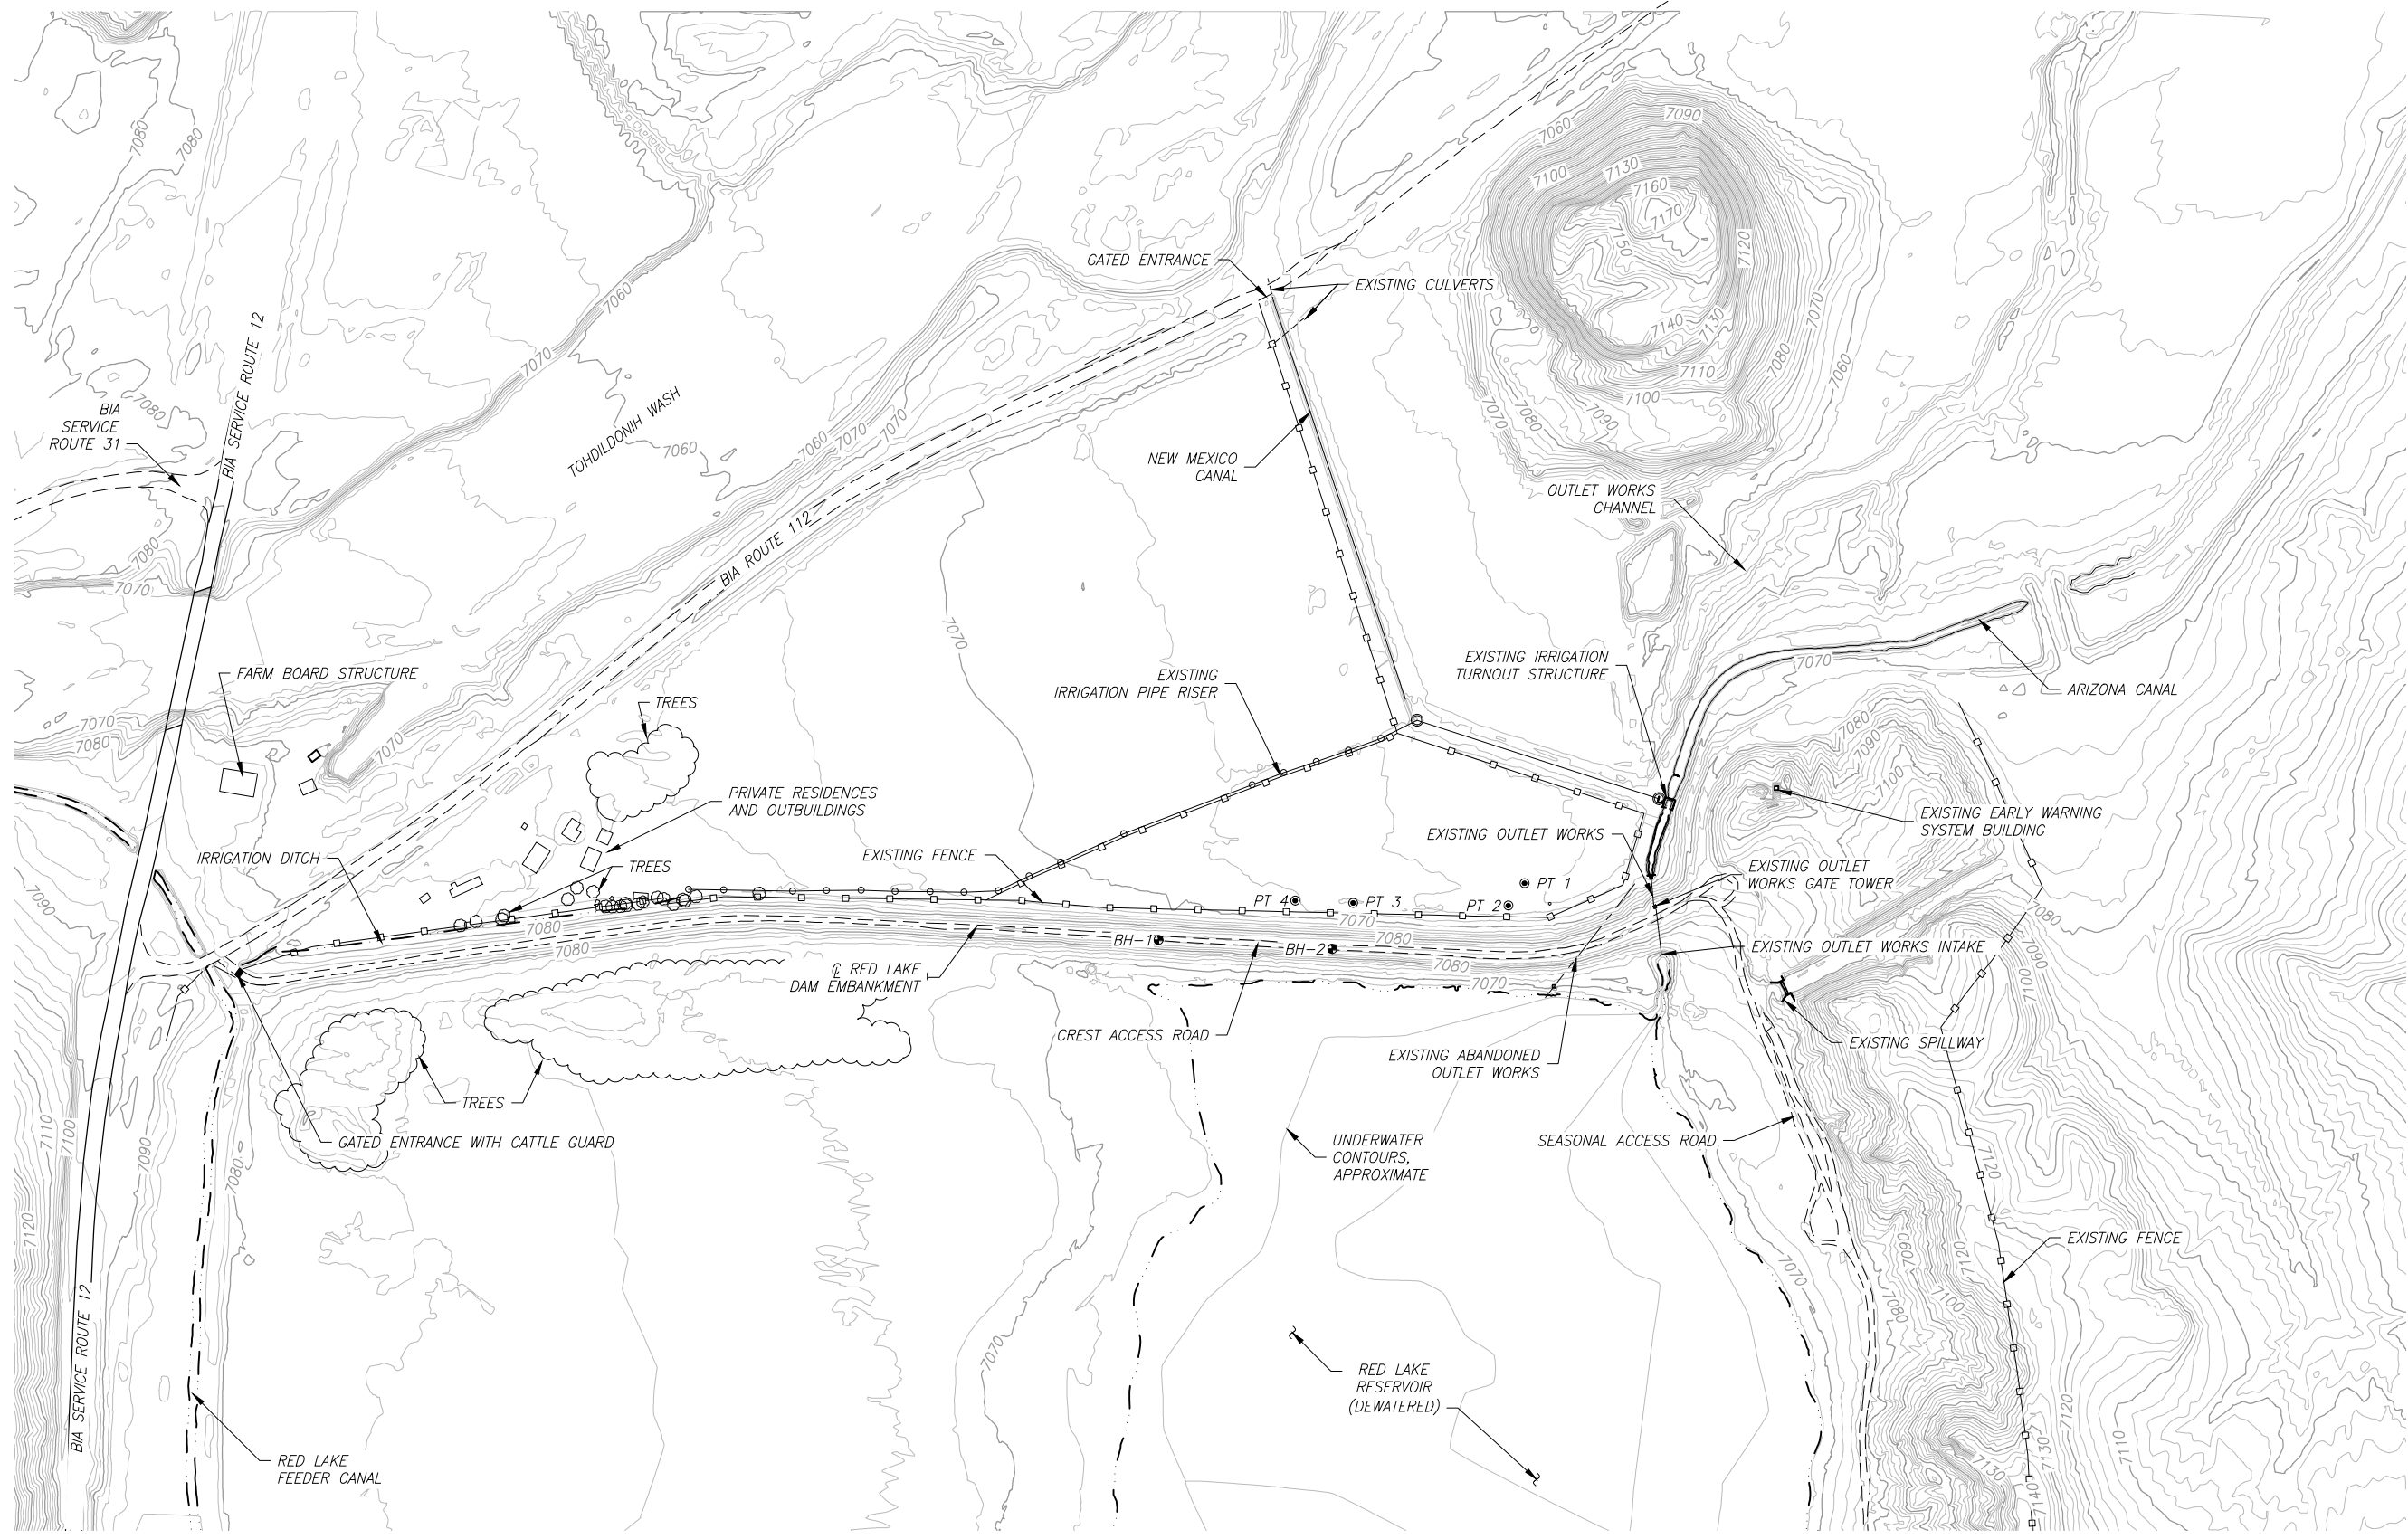 7090
7060
7080
7080
7100
7130
7160
7170
7150
7120
GATED ENTRANCE
EXISTING CULVERTS
7060
7070
7140
7130
7080
7060
7110
7100
7090
7080
7070
BIA SERVICE ROUTE 12
7070
TOHDILDONIH WASH
7080
BIA
SERVICE
ROUTE 31
7060
7060
7070
7070
NEW MEXICO
CANAL
OUTLET WORKS
CHANNEL
7080
7070
BIA ROUTE 112
7070
EXISTING IRRIGATION
TURNOUT STRUCTURE
7070
ARIZONA CANAL
FARM BOARD STRUCTURE
EXISTING
IRRIGATION PIPE RISER
TREES
7070
7080
7070
7080
7090
7100
PRIVATE RESIDENCES
AND OUTBUILDINGS
EXISTING EARLY WARNING
SYSTEM BUILDING
EXISTING OUTLET WORKS
IRRIGATION DITCH
EXISTING FENCE
TREES
EXISTING OUTLET
WORKS GATE TOWER
PT 1
PT 4
PT 3
PT 2
7090
7080
7070
7080
7080
BH-1
BH-2
7080
EXISTING OUTLET WORKS INTAKE
7090
7080
7070
7100
℄ RED LAKE
DAM EMBANKMENT
CREST ACCESS ROAD
EXISTING SPILLWAY
EXISTING ABANDONED
OUTLET WORKS
TREES
GATED ENTRANCE WITH CATTLE GUARD
UNDERWATER
CONTOURS,
APPROXIMATE
SEASONAL ACCESS ROAD
7110
7100
7090
7080
7120
7120
EXISTING FENCE
7090
7120
7070
7080
7100
BIA SERVICE ROUTE 12
7070
RED LAKE
RESERVOIR
(DEWATERED)
7120
7130
7110
7130
7140
RED LAKE
FEEDER CANAL